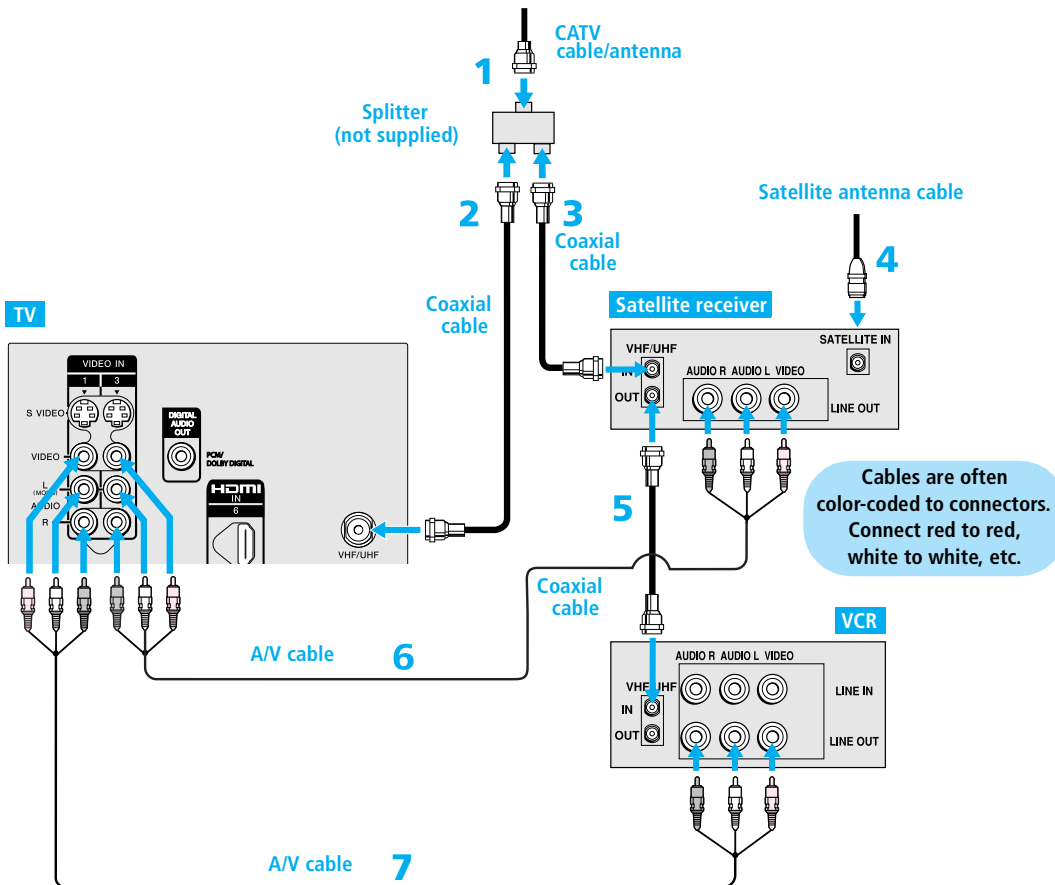 CATV
cable/antenna
1
Splitter
(not supplied)
2
3
Coaxial
cable
Satellite antenna cable
4
Coaxial
cable
TV
VIDEO IN
1 3
S VIDEO
VIDEO
L
(MONO)
AUDIO
R
DIGITAL
AUDIO
OUT
PCM/
DOLBY DIGITAL
HDMI
IN
6
VHF/UHF
Satellite receiver
VHF/UHF
IN
OUT
AUDIO R AUDIO L VIDEO
SATELLITE IN
LINE OUT
Cables are often
color-coded to connectors.
Connect red to red,
white to white, etc.
5
Coaxial
cable
A/V cable 6
VCR
AUDIO R AUDIO L VIDEO
VHF/UHF
IN
OUT
LINE IN
LINE OUT
A/V cable 7